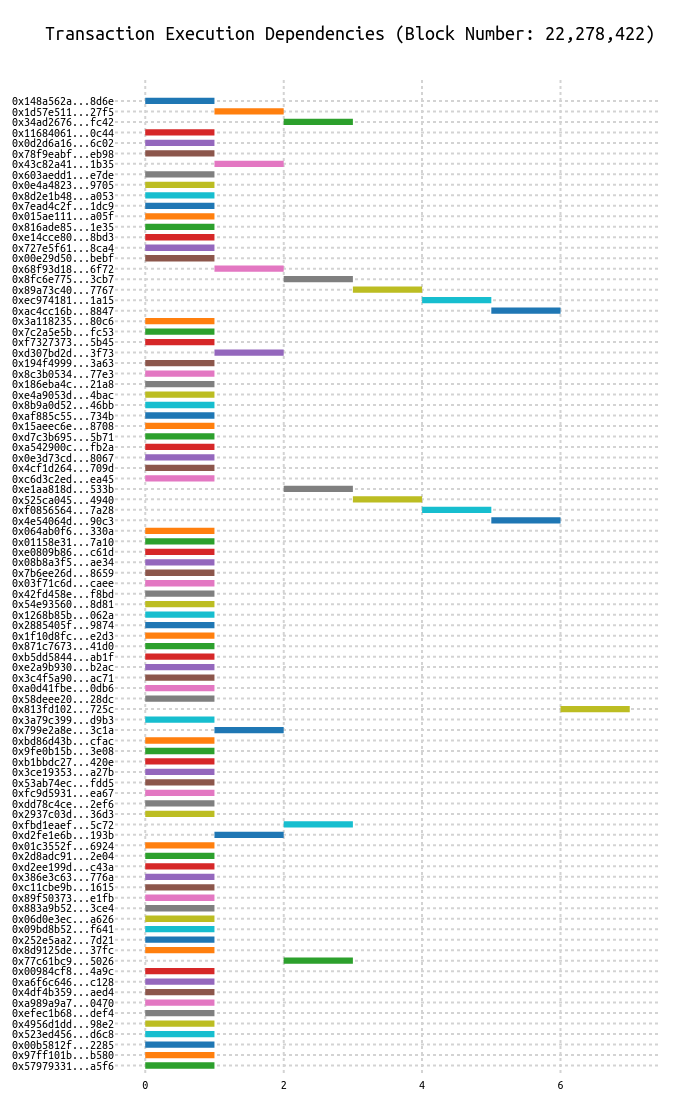 Transaction Execution Dependencies (Block Number: 22,278,422)
0x148a562a...8d6e
0x1d57e511...27f5
0x34ad2676...fc42
0x11684061...0c44
0x0d2d6a16...6c02
0x78f9eabf...eb98
0x43c82a41...1b35
0x603aedd1...e7de
0x0e4a4823...9705
0x8d2e1b48...a053
0x7ead4c2f...1dc9
0x015ae111...a05f
0x816ade85...1e35
0xe14cce80...8bd3
0x727e5f61...8ca4
0x00e29d50...bebf
0x68f93d18...6f72
0x8fc6e775...3cb7
0x89a73c40...7767
0xec974181...1a15
0xac4cc16b...8847
0x3a118235...80c6
0x7c2a5e5b...fc53
0xf7327373...5b45
0xd307bd2d...3f73
0x194f4999...3a63
0x8c3b0534...77e3
0x186eba4c...21a8
0xe4a9053d...4bac
0x8b9a0d52...46bb
0xaf885c55...734b
0x15aeec6e...8708
0xd7c3b695...5b71
0xa542900c...fb2a
0x0e3d73cd...8067
0x4cf1d264...709d
0xc6d3c2ed...ea45
0xe1aa818d...533b
0x525ca045...4940
0xf0856564...7a28
0x4e54064d...90c3
0x064ab0f6...330a
0x01158e31...7a10
0xe0809b86...c61d
0x08b8a3f5...ae34
0x7b6ee26d...8659
0x03f71c6d...caee
0x42fd458e...f8bd
0x54e93560...8d81
0x1268b85b...062a
0x2885405f...9874
0x1f10d8fc...e2d3
0x871c7673...41d0
0xb5dd5844...ab1f
0xe2a9b930...b2ac
0x3c4f5a90...ac71
0xa0d41fbe...0db6
0x58deee20...28dc
0x813fd102...725c
0x3a79c399...d9b3
0x799e2a8e...3c1a
0xbd86d43b...cfac
0x9fe0b15b...3e08
0xb1bbdc27...420e
0x3ce19353...a27b
0x53ab74ec...fdd5
0xfc9d5931...ea67
0xdd78c4ce...2ef6
0x2937c03d...36d3
0xfbd1eaef...5c72
0xd2fe1e6b...193b
0x01c3552f...6924
0x2d8adc91...2e04
0xd2ee199d...c43a
0x386e3c63...776a
0xc11cbe9b...1615
0x89f50373...e1fb
0x883a9b52...3ce4
0x06d0e3ec...a626
0x09bd8b52...f641
0x252e5aa2...7d21
0x8d9125de...37fc
0x77c61bc9...5026
0x00984cf8...4a9c
0xa6f6c646...c128
0x4df4b359...aed4
0xa989a9a7...0470
0xefec1b68...def4
0x4956d1dd...98e2
0x523ed456...d6c8
0x00b5812f...2285
0x97ff101b...b580
0x57979331...a5f6
0 2 4 6